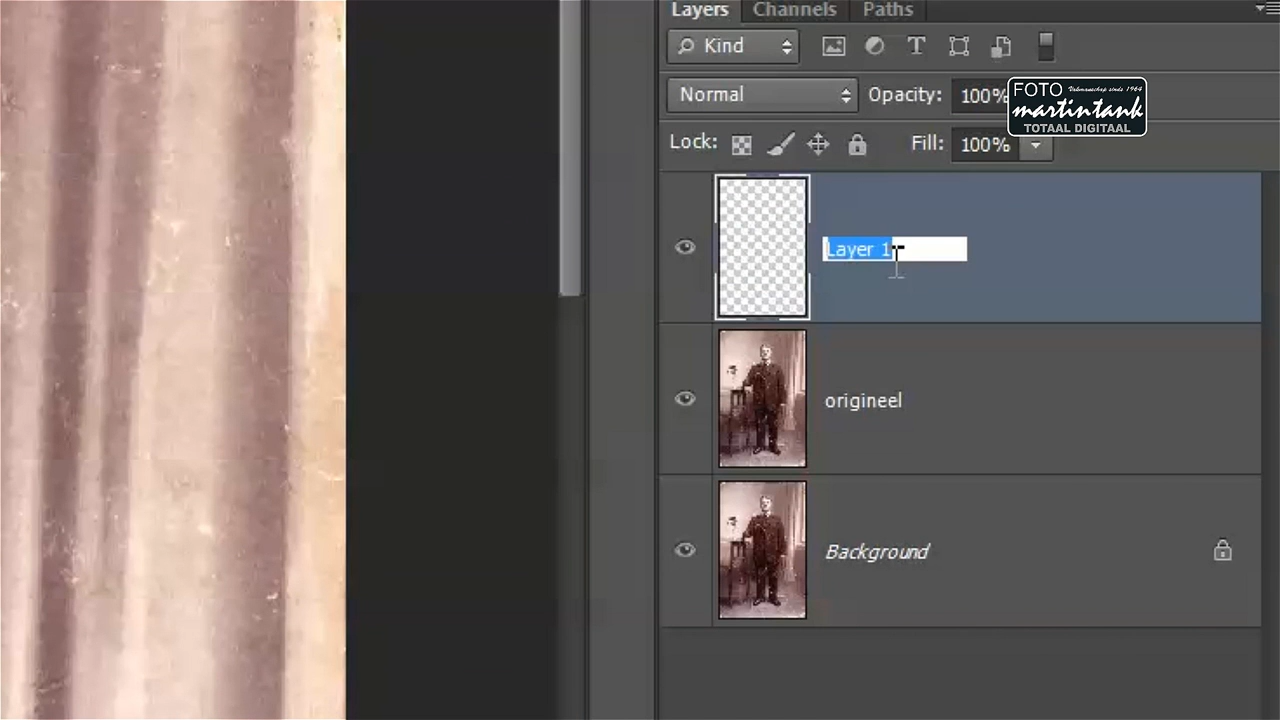 Layers Channels Paths
Kind
Normal Opacity: 100%
FOTO Vakmanschap sinds 1964
martintank
TOTAAL DIGITAAL
Lock: Fill: 100%
Layer 1
origineel
Background